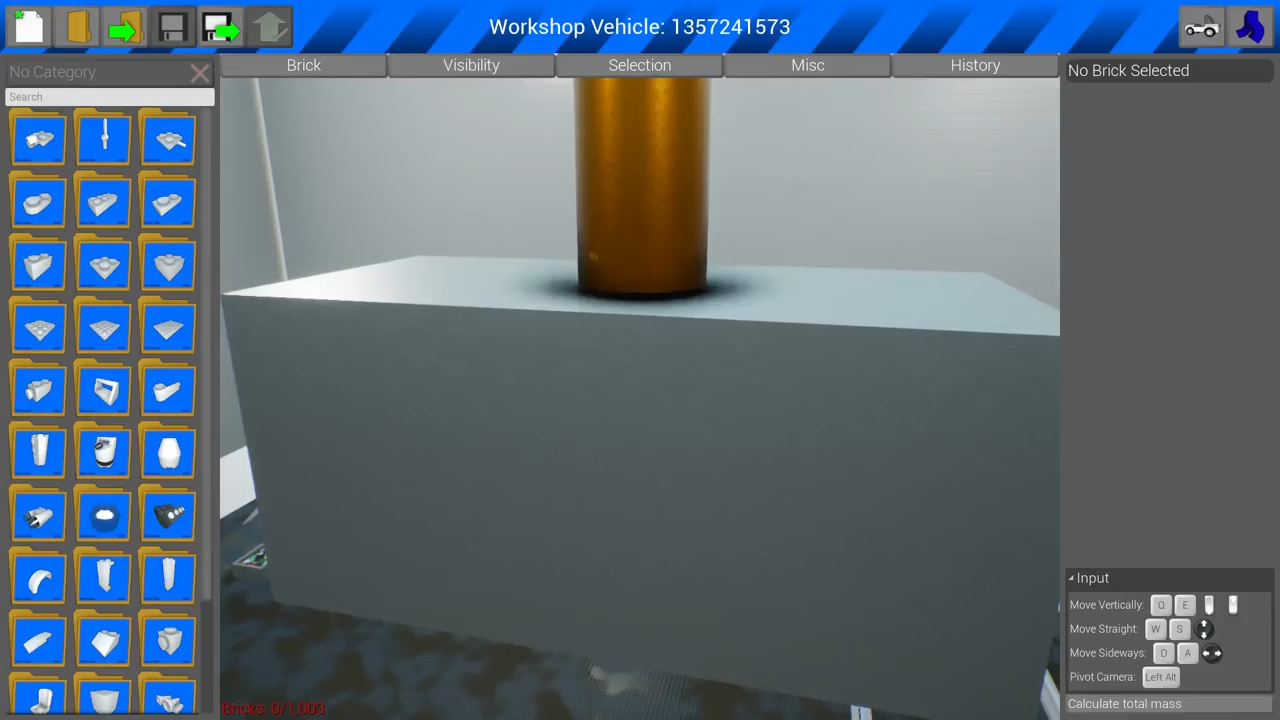 Workshop Vehicle: 1357241573
No Category
Search
Brick
Visibility
Selection
Misc
History
No Brick Selected
Bricks: 0/1,003
Input
Move Vertically: Q E
Move Straight: W S
Move Sideways: D A
Pivot Camera: Left Alt
Calculate total mass